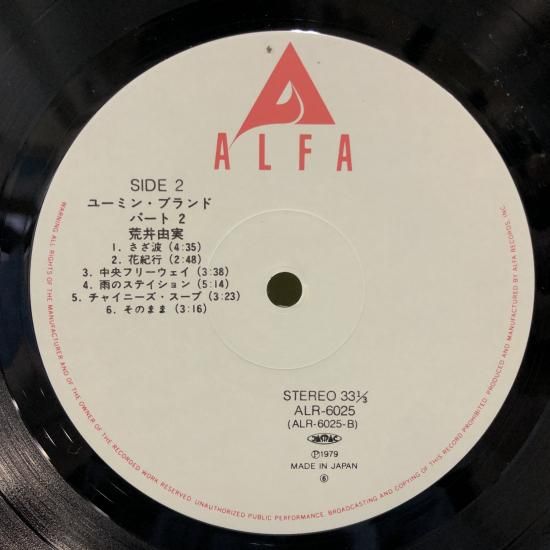 ALFA
SIDE 2
ユーミン・ブランド
パート 2
荒井由実
1. さざ波 (4:35)
2. 花紀行 (2:48)
3. 中央フリーウェイ (3:38)
4. 雨のステイション (5:14)
5. チャイニーズ・スープ (3:23)
6. そのまま (3:16)
STEREO 33⅓
ALR-6025
(ALR-6025-B)
JASRAC
Ⓟ1979
MADE IN JAPAN
⑥
WARNING: ALL RIGHTS OF THE MANUFACTURER AND OF THE OWNER OF THE RECORDED WORK RESERVED. UNAUTHORIZED PUBLIC PERFORMANCE, BROADCASTING AND COPYING OF THIS RECORD PROHIBITED. PRODUCED AND MANUFACTURED BY ALFA RECORDS, INC.